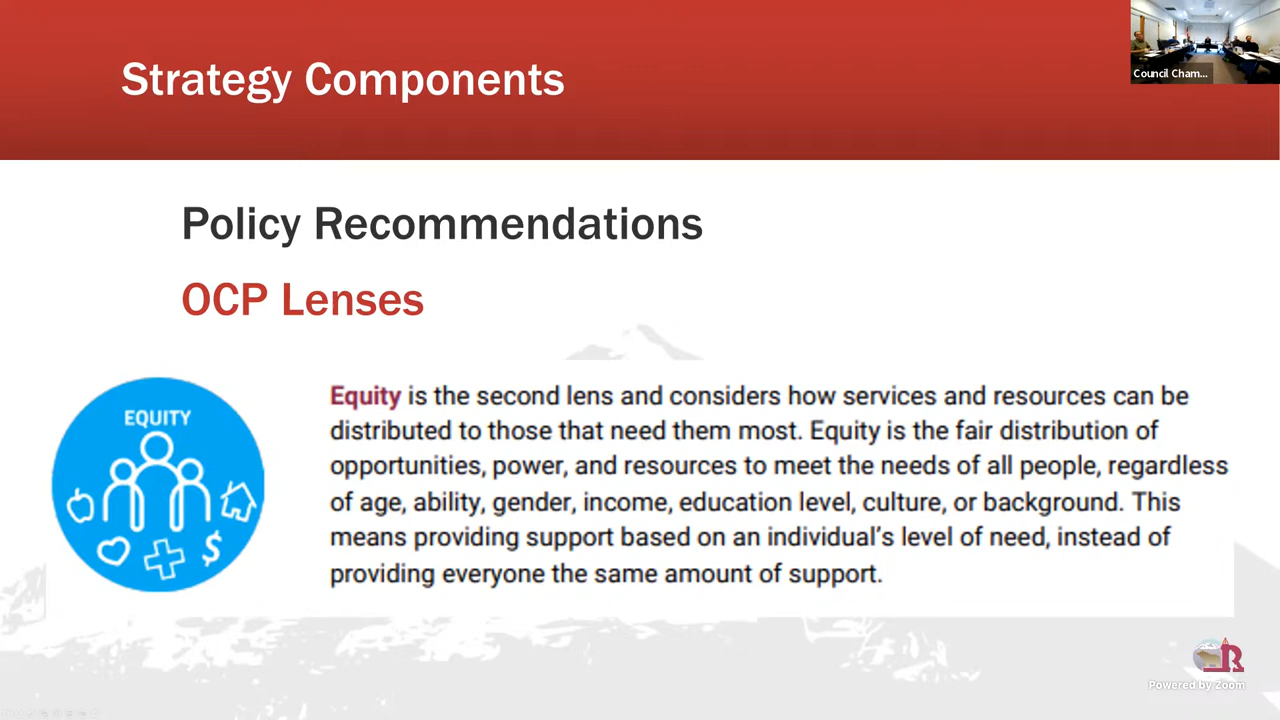 Strategy Components
Council Cham...
Policy Recommendations
OCP Lenses
EQUITY
$
Equity is the second lens and considers how services and resources can be
distributed to those that need them most. Equity is the fair distribution of
opportunities, power, and resources to meet the needs of all people, regardless
of age, ability, gender, income, education level, culture, or background. This
means providing support based on an individual's level of need, instead of
providing everyone the same amount of support.
R
Powered by Zoom